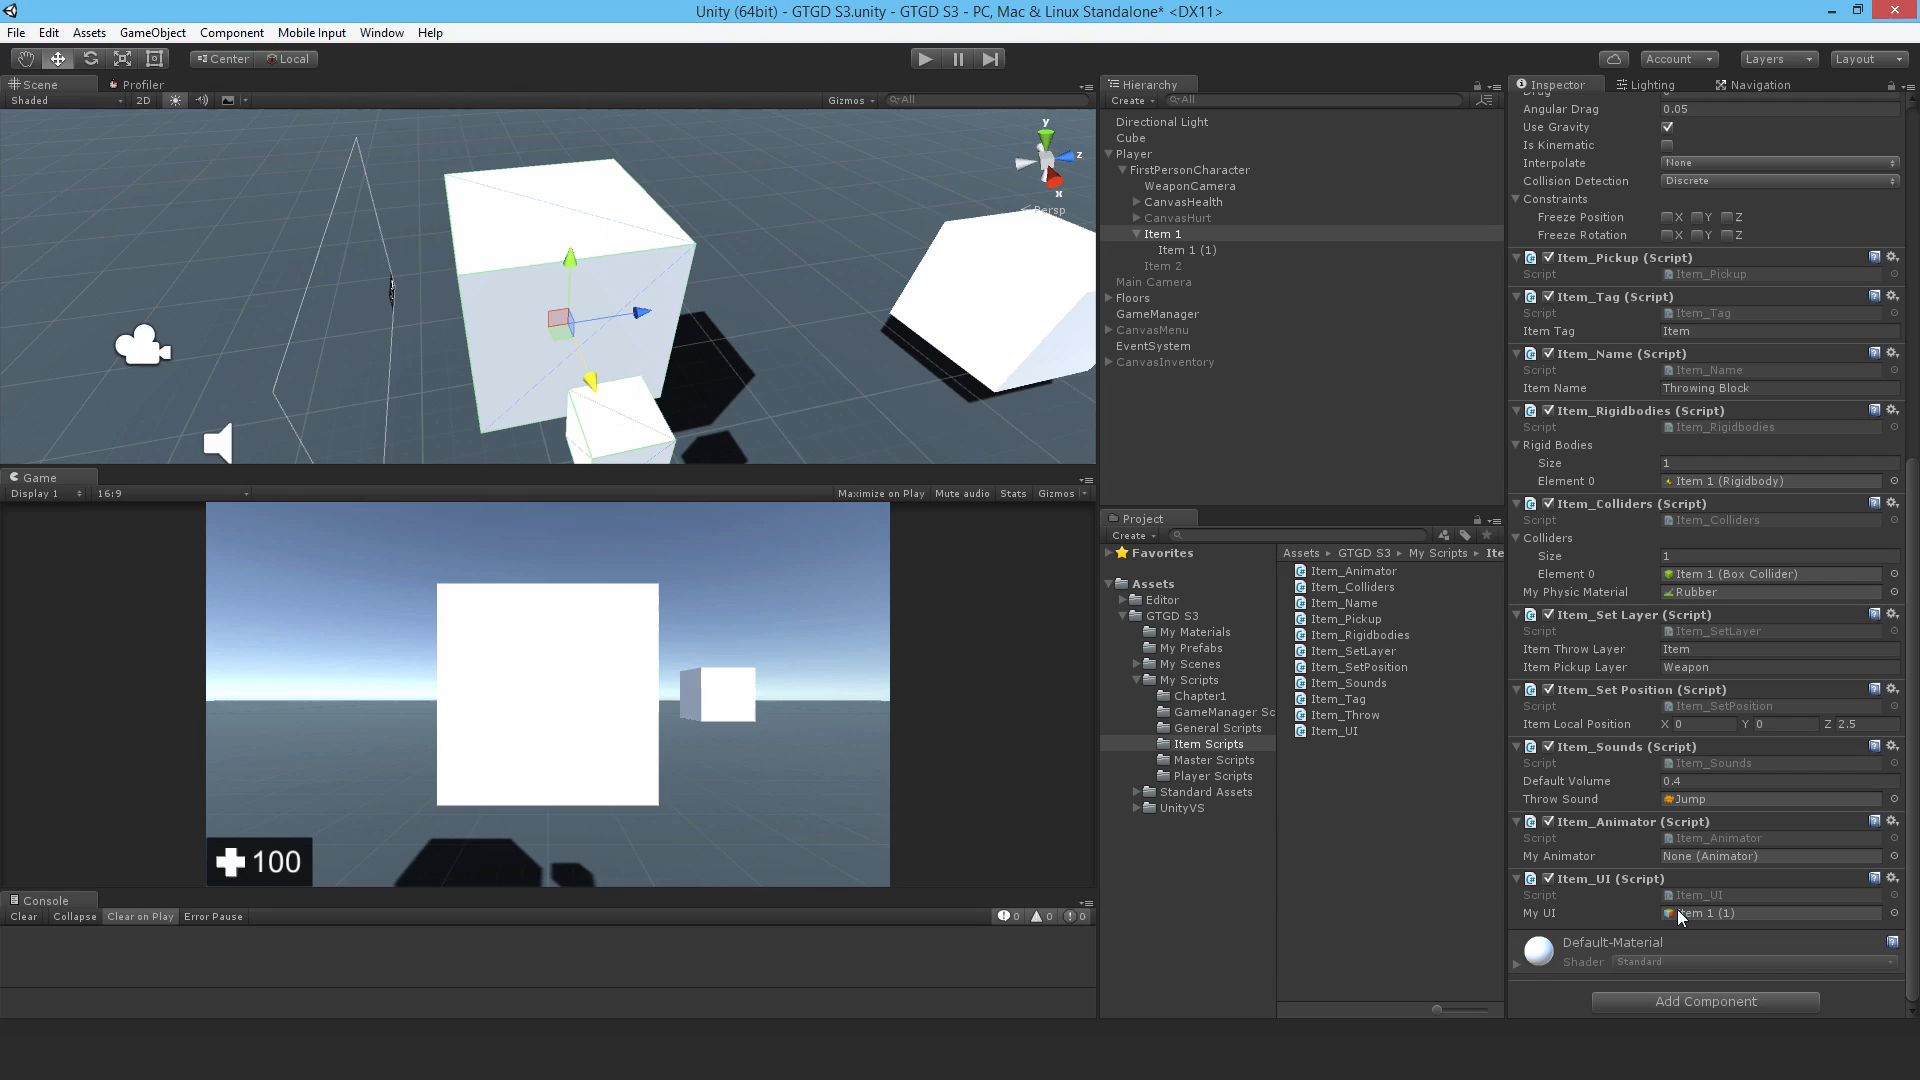 Unity (64bit) - GTGD S3.unity - GTGD S3 - PC, Mac & Linux Standalone* <DX11>
File Edit Assets GameObject Component Mobile Input Window Help
Center Local Account Layers Layout
Scene Profiler
Shaded 2D Gizmos All
y
z
x
Persp
Game
Display 1 16:9 Maximize on Play Mute audio Stats Gizmos
100
Console
Clear Collapse Clear on Play Error Pause 0 0 0
Hierarchy
Create All
Directional Light
Cube
Player
FirstPersonCharacter
WeaponCamera
CanvasHealth
CanvasHurt
Item 1
Item 1 (1)
Item 2
Main Camera
Floors
GameManager
CanvasMenu
EventSystem
CanvasInventory
Project
Create
Favorites
Assets
Editor
GTGD S3
My Materials
My Prefabs
My Scenes
My Scripts
Chapter1
GameManager Sc
General Scripts
Item Scripts
Master Scripts
Player Scripts
Standard Assets
UnityVS
Assets GTGD S3 My Scripts Ite
Item_Animator
Item_Colliders
Item_Name
Item_Pickup
Item_Rigidbodies
Item_SetLayer
Item_SetPosition
Item_Sounds
Item_Tag
Item_Throw
Item_UI
Inspector Lighting Navigation
Angular Drag 0.05
Use Gravity
Is Kinematic
Interpolate None
Collision Detection Discrete
Constraints
Freeze Position X Y Z
Freeze Rotation X Y Z
Item_Pickup (Script)
Script Item_Pickup
Item_Tag (Script)
Script Item_Tag
Item Tag Item
Item_Name (Script)
Script Item_Name
Item Name Throwing Block
Item_Rigidbodies (Script)
Script Item_Rigidbodies
Rigid Bodies
Size 1
Element 0 Item 1 (Rigidbody)
Item_Colliders (Script)
Script Item_Colliders
Colliders
Size 1
Element 0 Item 1 (Box Collider)
My Physic Material Rubber
Item_Set Layer (Script)
Script Item_SetLayer
Item Throw Layer Item
Item Pickup Layer Weapon
Item_Set Position (Script)
Script Item_SetPosition
Item Local Position X 0 Y 0 Z 2.5
Item_Sounds (Script)
Script Item_Sounds
Default Volume 0.4
Throw Sound Jump
Item_Animator (Script)
Script Item_Animator
My Animator None (Animator)
Item_UI (Script)
Script Item_UI
My UI Item 1 (1)
Default-Material
Shader Standard
Add Component